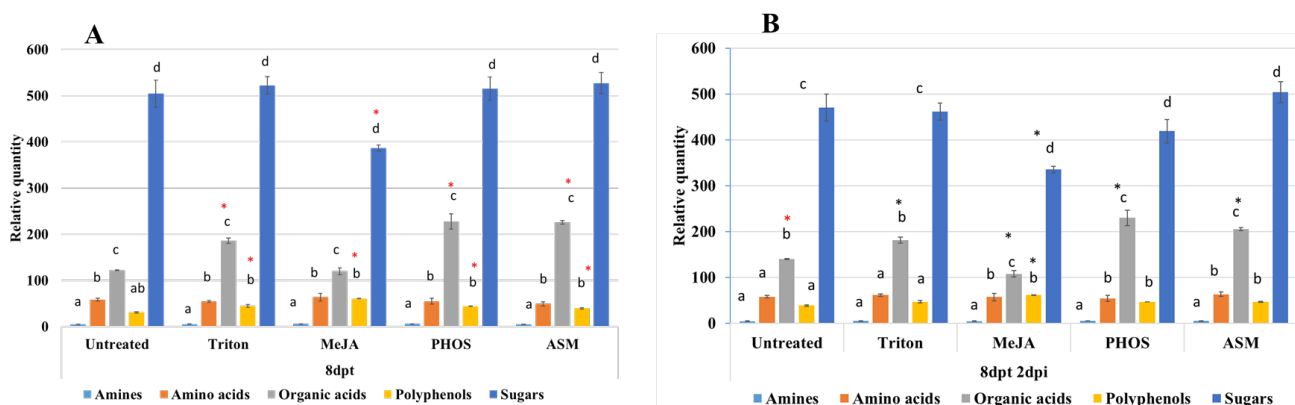 A
Relative quantity
600
500
400
300
200
100
0
a b c ab d
a b * c * b d
a b c * b * d
a b * c * b d
a b * c * b d
Untreated Triton MeJA PHOS ASM
8dpt
Amines Amino acids Organic acids Polyphenols Sugars
B
Relative quantity
600
500
400
300
200
100
0
a a * b a c
a a * b a c
a b * c * b * d
a b * c b d
a b * c b d
Untreated Triton MeJA PHOS ASM
8dpt 2dpi
Amines Amino acids Organic acids Polyphenols Sugars